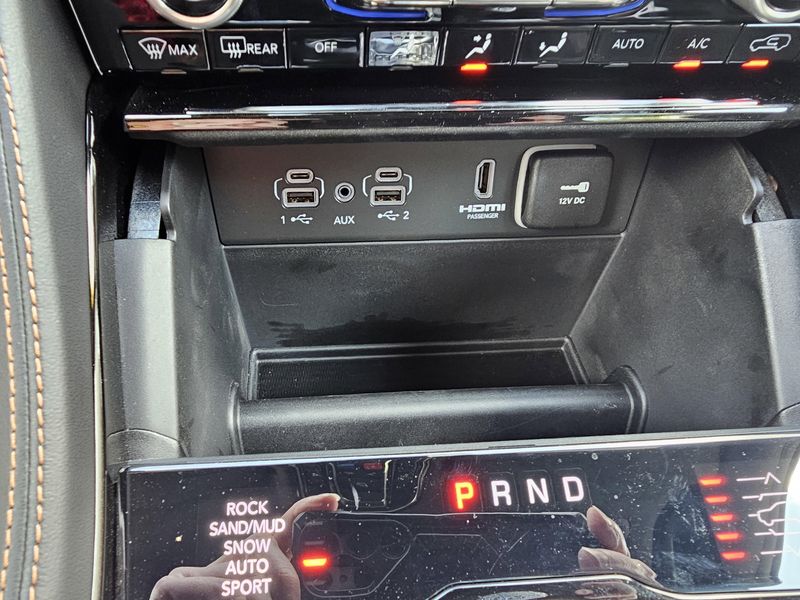 MAX REAR OFF AUTO A/C
1 AUX 2 HDMI 12V DC
PASSENGER
P R N D
ROCK
SAND/MUD
SNOW
AUTO
SPORT